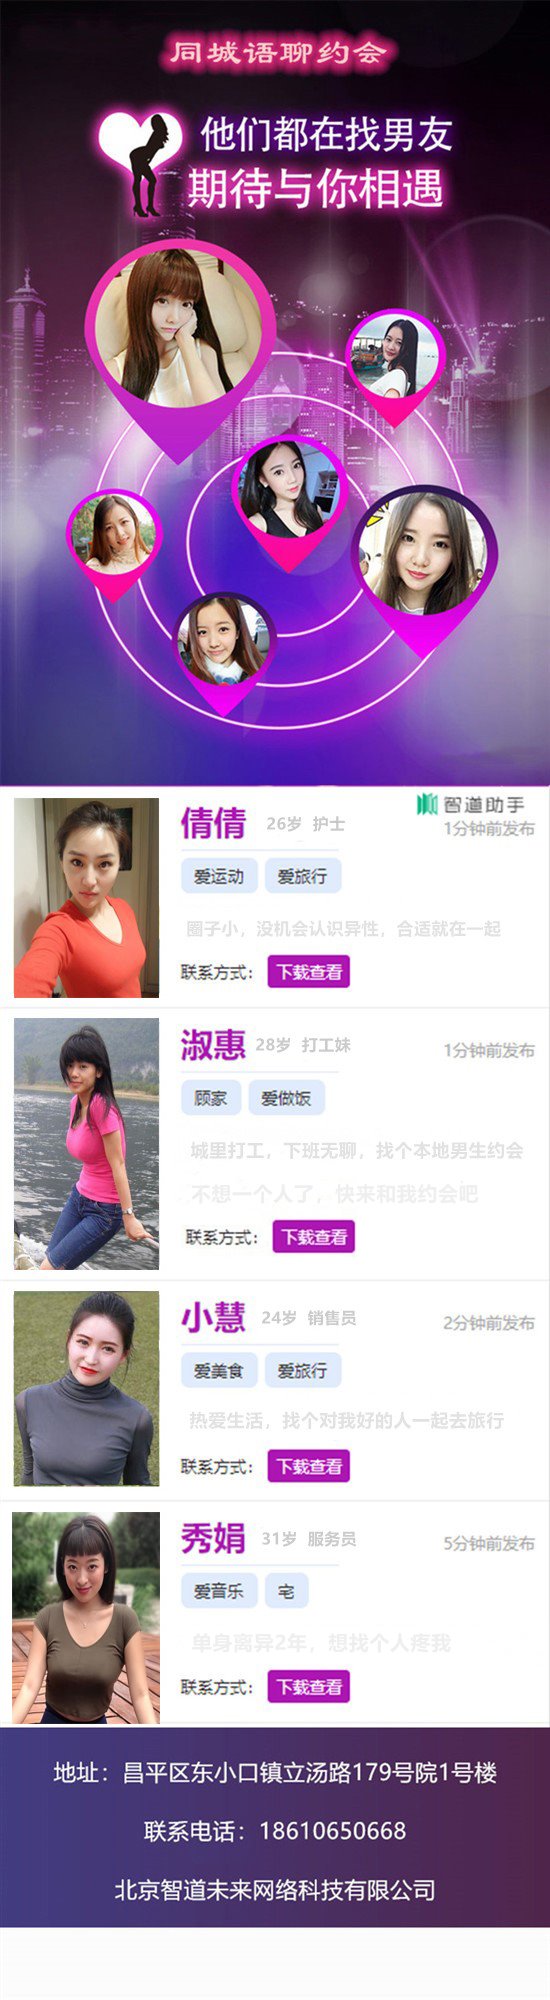 同城语聊约会
他们都在找男友
期待与你相遇
智道助手
倩倩 26岁 护士 1分钟前发布
爱运动 爱旅行
圈子小，没机会认识异性，合适就在一起
联系方式： 下载查看
淑惠 28岁 打工妹 1分钟前发布
顾家 爱做饭
城里打工，下班无聊，找个本地男生约会
不想一个人了，快来和我约会吧
联系方式： 下载查看
小慧 24岁 销售员 2分钟前发布
爱美食 爱旅行
热爱生活，找个对我好的人一起去旅行
联系方式： 下载查看
秀娟 31岁 服务员 5分钟前发布
爱音乐 宅
单身离异2年，想找个人疼我
联系方式： 下载查看
地址：昌平区东小口镇立汤路179号院1号楼
联系电话：18610650668
北京智道未来网络科技有限公司